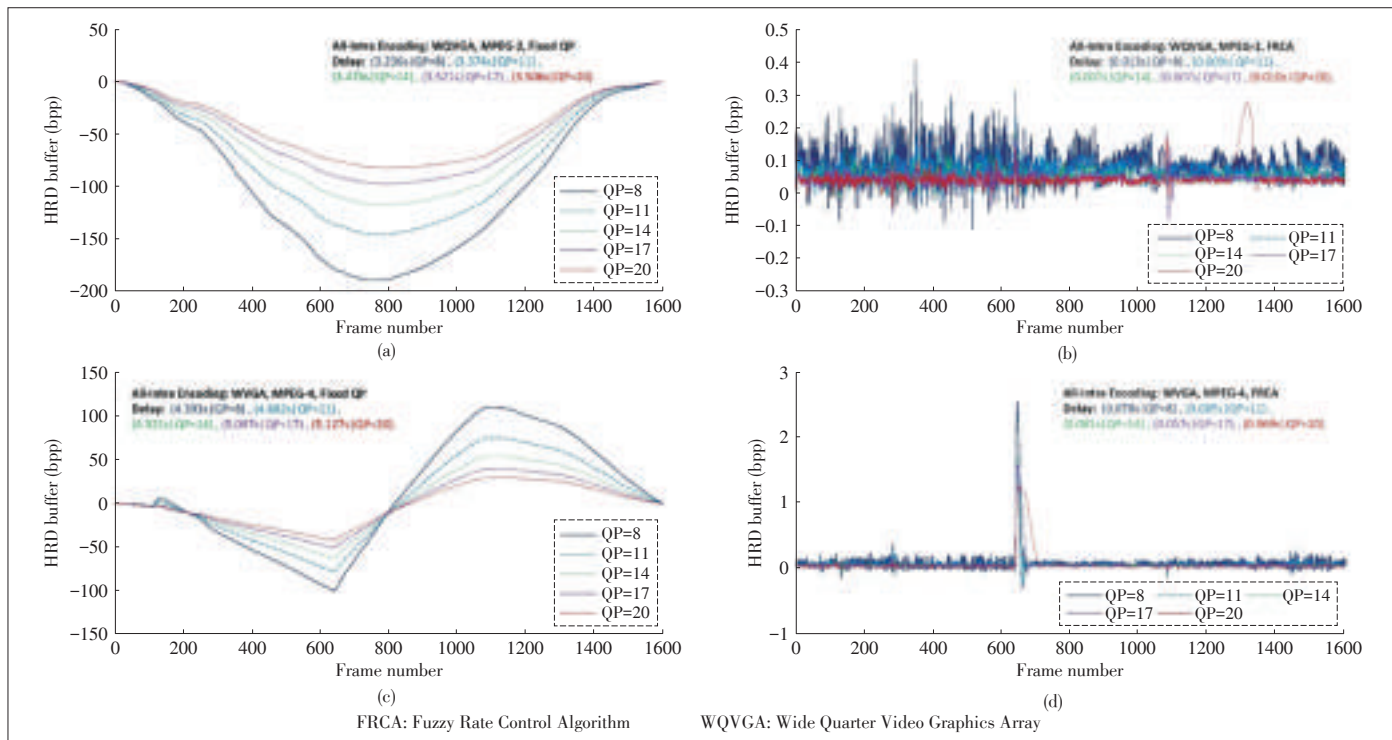 All-Intra Encoding: WQVGA, MPEG-2, Fixed QP
Delay:
50
0
−50
−100
−150
−200
HRD buffer (bpp)
QP=8
QP=11
QP=14
QP=17
QP=20
0 200 400 600 800 1000 1200 1400 1600
Frame number
(a)
All-Intra Encoding: WQVGA, MPEG-2, FRCA
Delay:
0.5
0.4
0.3
0.2
0.1
0
−0.1
−0.2
0.3
HRD buffer (bpp)
QP=8 QP=11
QP=14 QP=17
QP=20
0 200 400 600 800 1000 1200 1400 1600
Frame number
(b)
All-Intra Encoding: WVGA, MPEG-4, Fixed QP
Delay:
150
100
50
0
−50
−100
−150
HRD buffer (bpp)
QP=8
QP=11
QP=14
QP=17
QP=20
0 200 400 600 800 1000 1200 1400 1600
Frame number
(c)
All-Intra Encoding: WVGA, MPEG-4, FRCA
Delay:
3
2
1
0
−1
HRD buffer (bpp)
QP=8 QP=11 QP=14
QP=17 QP=20
0 200 400 600 800 1000 1200 1400 1600
Frame number
(d)
FRCA: Fuzzy Rate Control Algorithm WQVGA: Wide Quarter Video Graphics Array